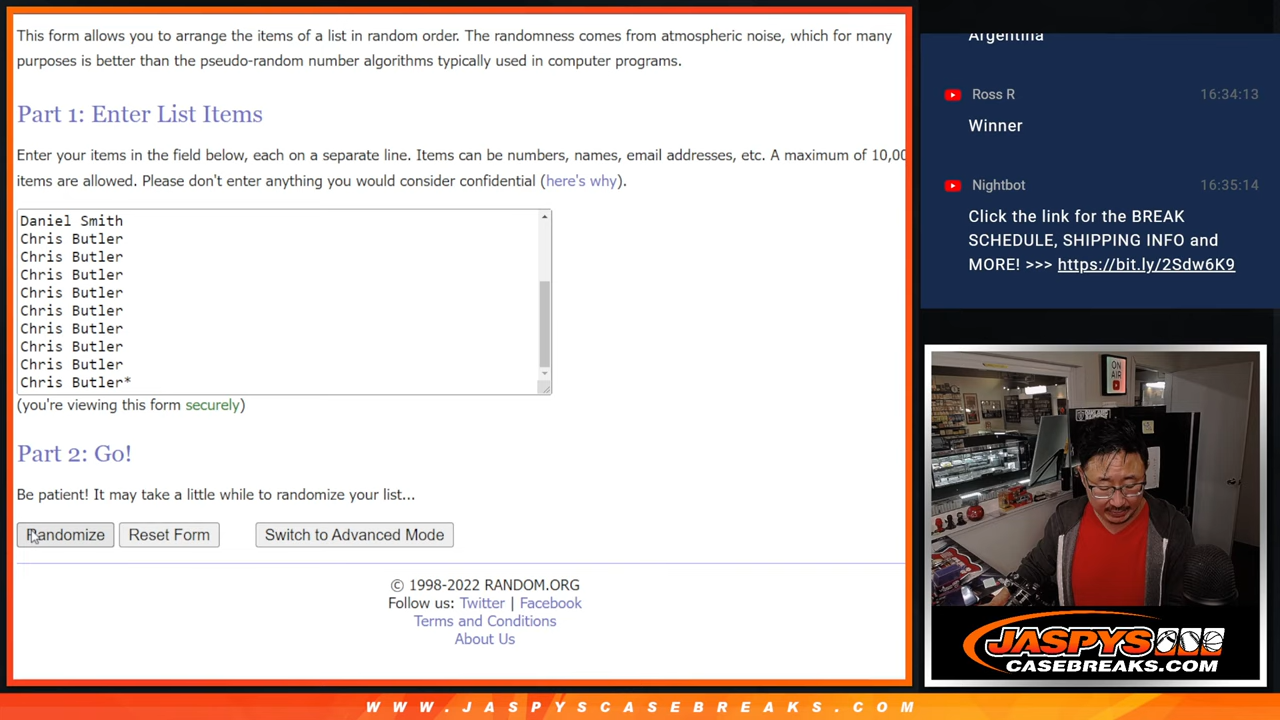 This form allows you to arrange the items of a list in random order. The randomness comes from atmospheric noise, which for many
purposes is better than the pseudo-random number algorithms typically used in computer programs.
Part 1: Enter List Items
Enter your items in the field below, each on a separate line. Items can be numbers, names, email addresses, etc. A maximum of 10,00
items are allowed. Please don't enter anything you would consider confidential (here's why).
Daniel Smith
Chris Butler
Chris Butler
Chris Butler
Chris Butler
Chris Butler
Chris Butler
Chris Butler
Chris Butler
Chris Butler*
(you're viewing this form securely)
Part 2: Go!
Be patient! It may take a little while to randomize your list...
Randomize Reset Form Switch to Advanced Mode
© 1998-2022 RANDOM.ORG
Follow us: Twitter | Facebook
Terms and Conditions
About Us
Argentina
Ross R 16:34:13
Winner
Nightbot 16:35:14
Click the link for the BREAK
SCHEDULE, SHIPPING INFO and
MORE! >>> https://bit.ly/2Sdw6K9
ON
AIR
JASPYS
CASEBREAKS.COM
WWW.JASPYSCASEBREAKS.COM